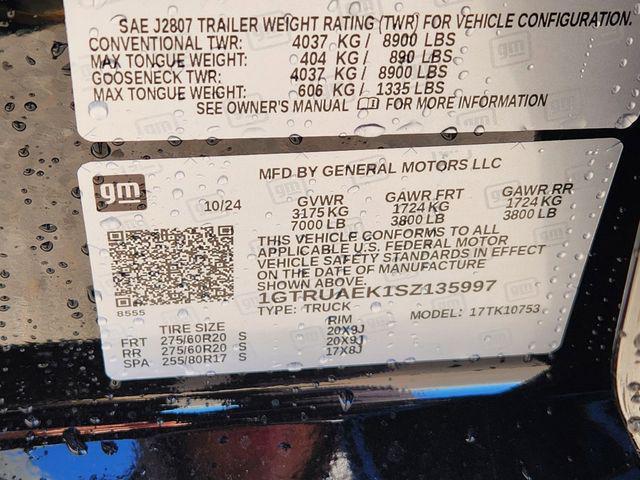 SAE J2807 TRAILER WEIGHT RATING (TWR) FOR VEHICLE CONFIGURATION.
CONVENTIONAL TWR: 4037 KG / 8900 LBS
MAX TONGUE WEIGHT: 404 KG / 890 LBS
GOOSENECK TWR: 4037 KG / 8900 LBS
MAX TONGUE WEIGHT: 606 KG / 1335 LBS
SEE OWNER'S MANUAL FOR MORE INFORMATION
gm
MFD BY GENERAL MOTORS LLC
10/24 GVWR GAWR FRT GAWR RR
3175 KG 1724 KG 1724 KG
7000 LB 3800 LB 3800 LB
THIS VEHICLE CONFORMS TO ALL
APPLICABLE U.S. FEDERAL MOTOR
VEHICLE SAFETY STANDARDS IN EFFECT
ON THE DATE OF MANUFACTURE
SHOWN ABOVE.
1GTRUAEK1SZ135997
8555 TYPE: TRUCK MODEL: 17TK10753
TIRE SIZE RIM
FRT 275/60R20 S 20X9J
RR 275/60R20 S 20X9J
SPA 255/80R17 S 17X8J